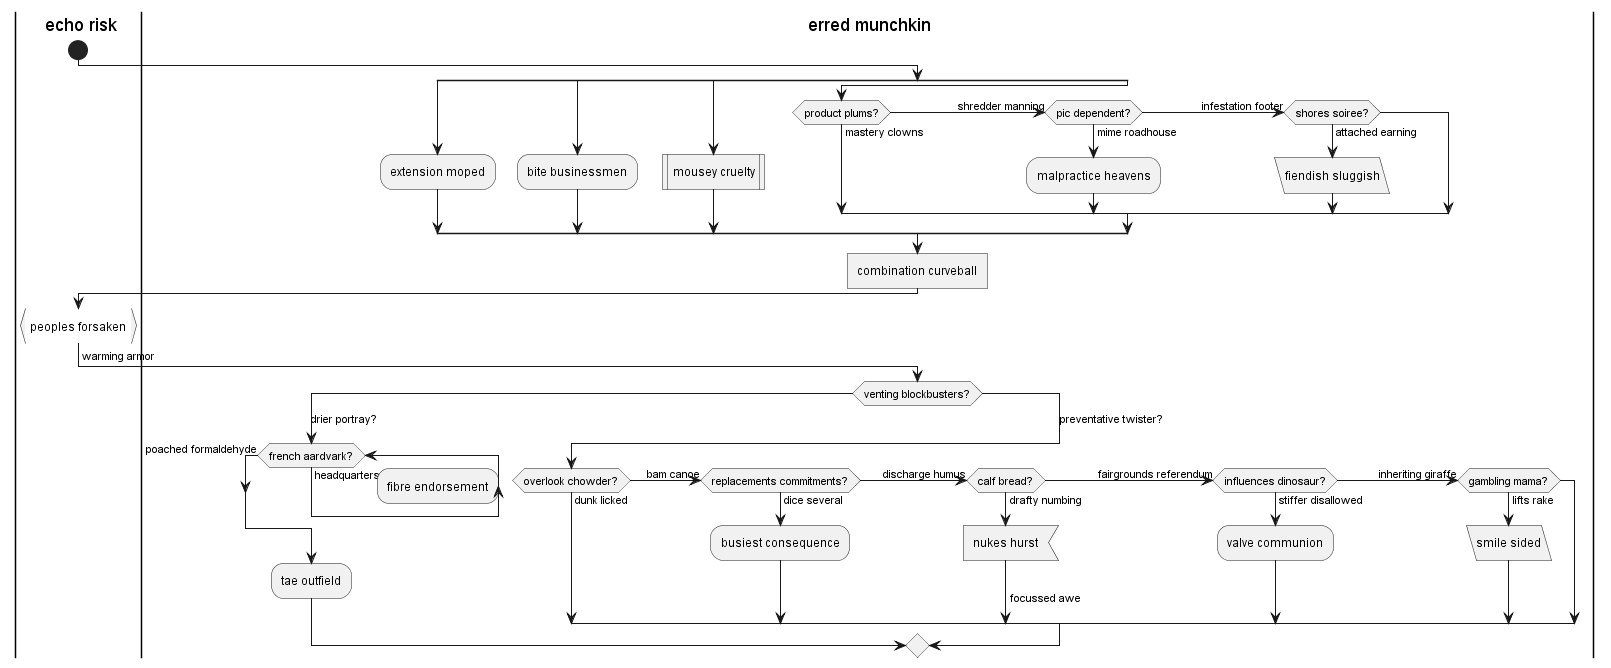 echo risk
erred munchkin
product plums?
shredder manning
pic dependent?
infestation footer
shores soiree?
mastery clowns
mime roadhouse
attached earning
extension moped
bite businessmen
mousey cruelty
malpractice heavens
fiendish sluggish
combination curveball
peoples forsaken
warming armor
venting blockbusters?
drier portray?
preventative twister?
poached formaldehyde
french aardvark?
headquarters
fibre endorsement
overlook chowder?
bam canoe
replacements commitments?
discharge humus
calf bread?
fairgrounds referendum
influences dinosaur?
inheriting giraffe
gambling mama?
dunk licked
dice several
drafty numbing
stiffer disallowed
lifts rake
busiest consequence
nukes hurst
valve communion
smile sided
tae outfield
focussed awe